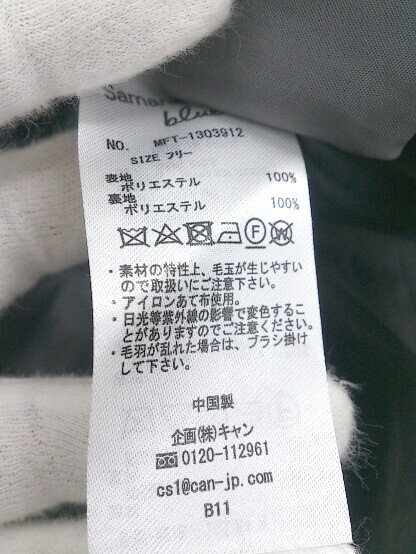 blue
NO. MFT-1303912
SIZE フリー
表地
ポリエステル 100%
裏地
ポリエステル 100%
F W
・素材の特性上、毛玉が生じやすい
ので取扱いにご注意下さい。
・アイロンあて布使用。
・日光等紫外線の影響で変色するこ
とがありますのでご注意ください。
・毛羽が乱れた場合は、ブラシ掛け
して下さい。
中国製
企画(株)キャン
0120-112961
cs1@can-jp.com
B11